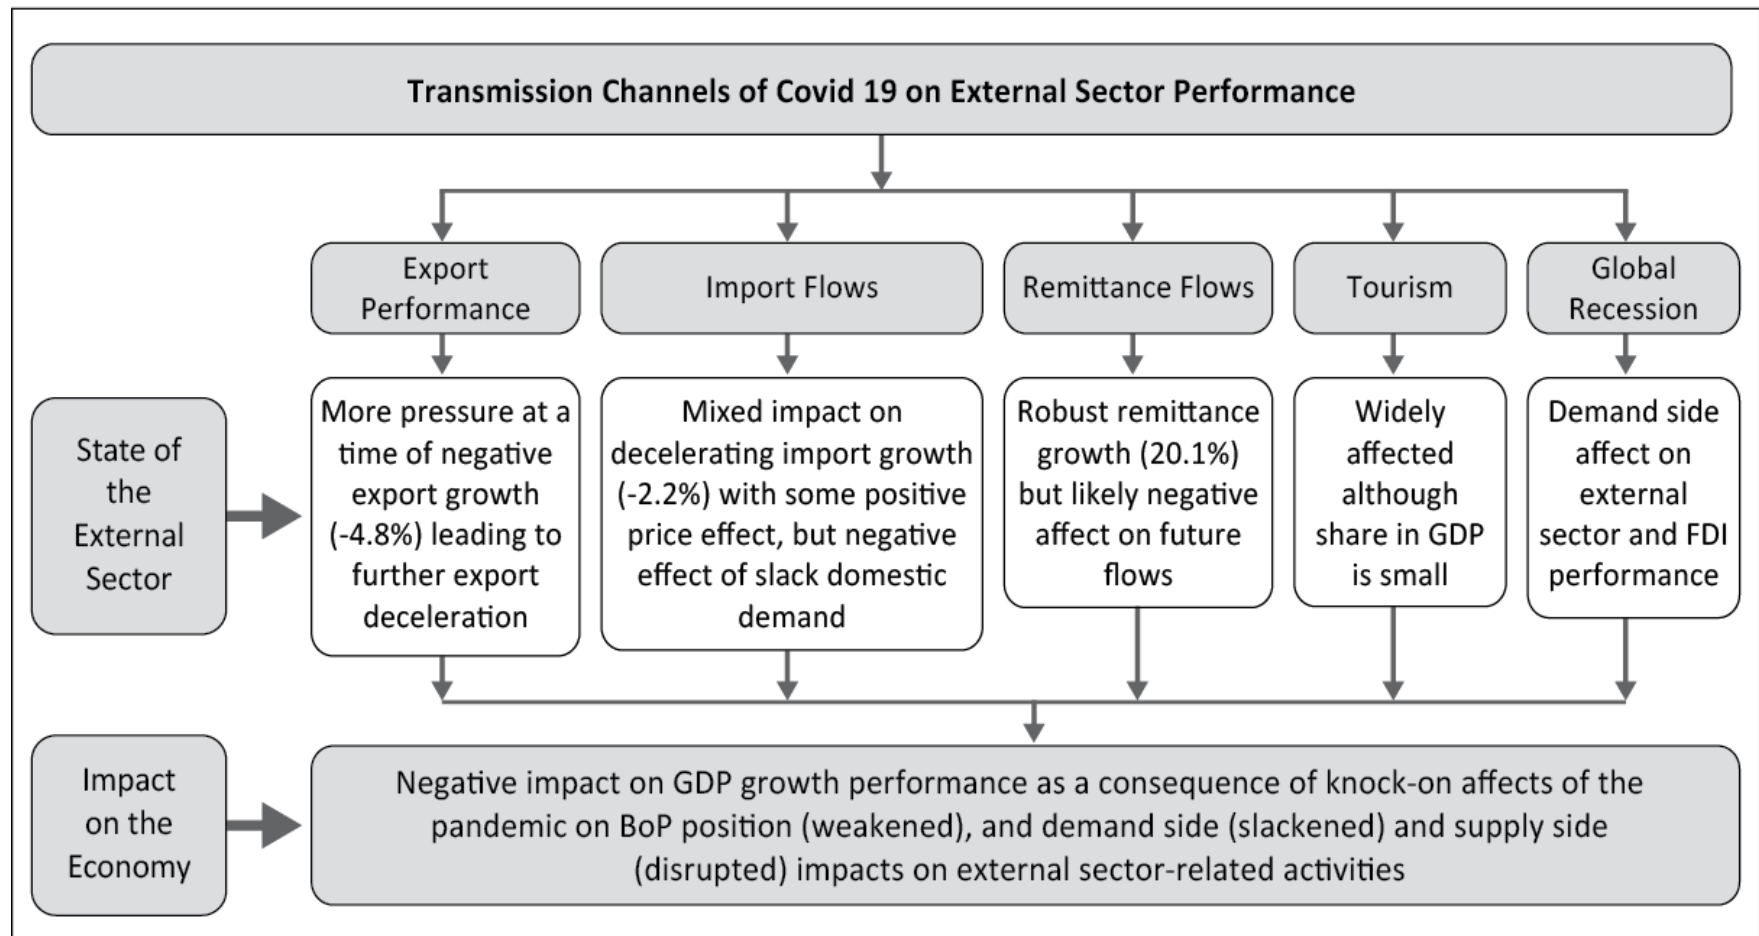 Transmission Channels of Covid 19 on External Sector Performance
Export
Performance
Import Flows
Remittance Flows
Tourism
Global
Recession
State of
the
External
Sector
More pressure at a
time of negative
export growth
(-4.8%) leading to
further export
deceleration
Mixed impact on
decelerating import growth
(-2.2%) with some positive
price effect, but negative
effect of slack domestic
demand
Robust remittance
growth (20.1%)
but likely negative
affect on future
flows
Widely
affected
although
share in GDP
is small
Demand side
affect on
external
sector and FDI
performance
Impact
on the
Economy
Negative impact on GDP growth performance as a consequence of knock-on affects of the
pandemic on BoP position (weakened), and demand side (slackened) and supply side
(disrupted) impacts on external sector-related activities